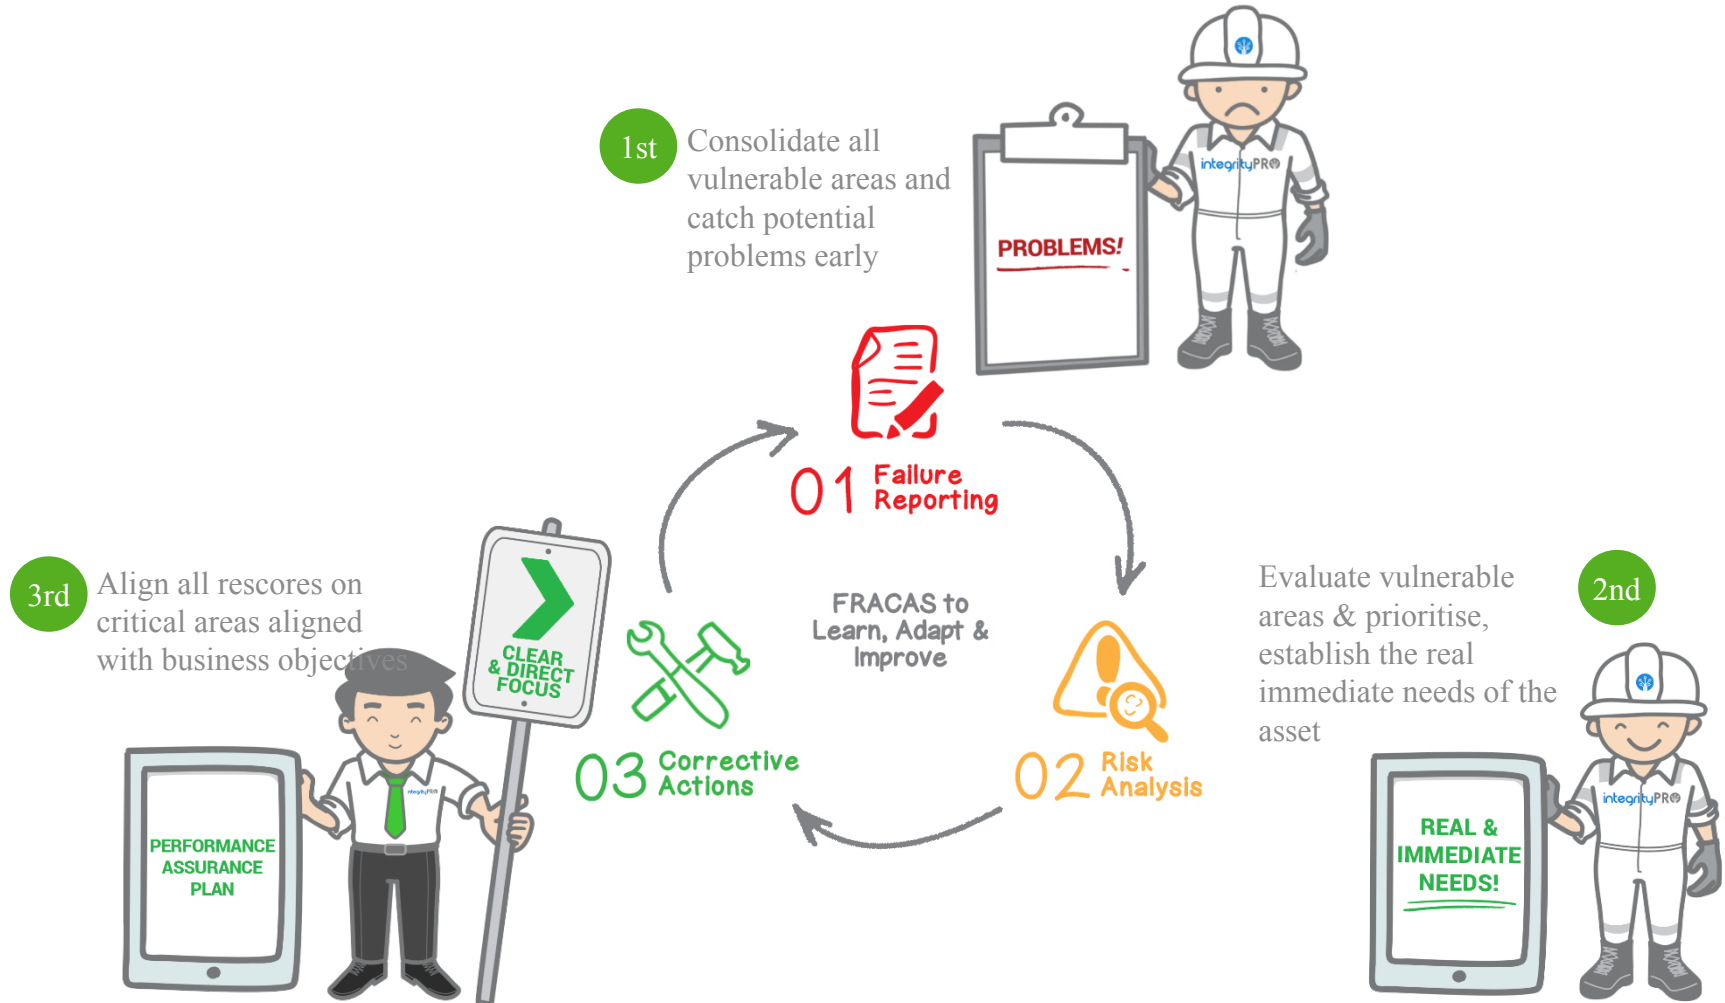 1st
Consolidate all
vulnerable areas and
catch potential
problems early
PROBLEMS!
integrityPRO
01 Failure
Reporting
FRACAS to
Learn, Adapt &
Improve
02 Risk
Analysis
03 Corrective
Actions
2nd
Evaluate vulnerable
areas & prioritise,
establish the real
immediate needs of the
asset
REAL &
IMMEDIATE
NEEDS!
integrityPRO
3rd
Align all rescores on
critical areas aligned
with business objectives
CLEAR
& DIRECT
FOCUS
PERFORMANCE
ASSURANCE
PLAN
integrityPRO